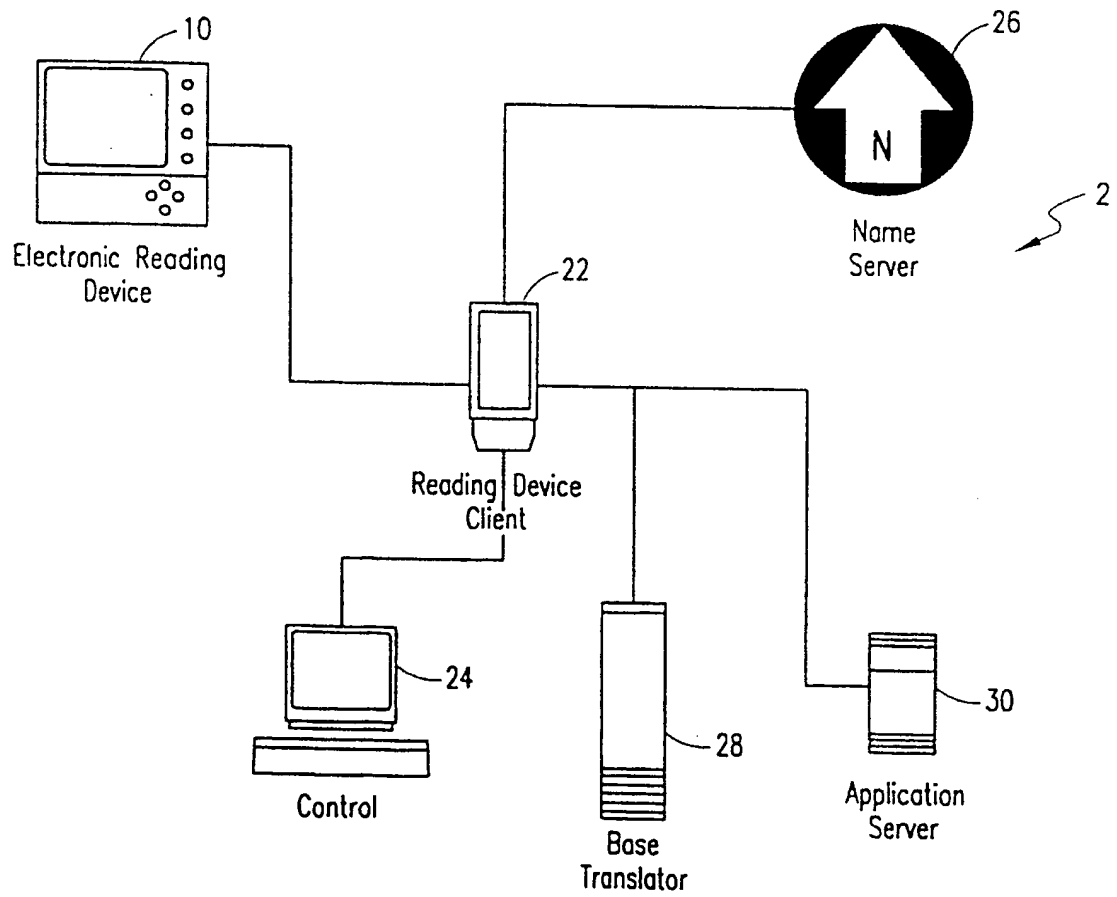 10
26
N
2
Name
Server
Electronic Reading
Device
22
Reading Device
Client
24
Control
28
Base
Translator
30
Application
Server